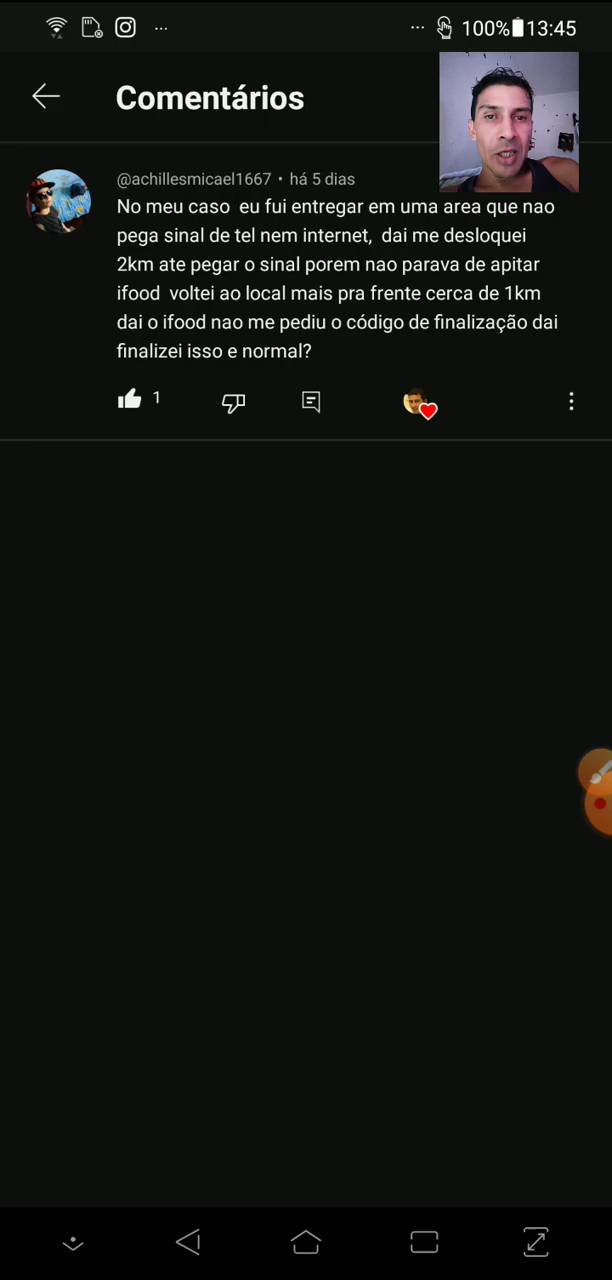 ... ... 100% 13:45
Comentários
@achillesmicael1667 • há 5 dias
No meu caso eu fui entregar em uma area que nao
pega sinal de tel nem internet, dai me desloquei
2km ate pegar o sinal porem nao parava de apitar
ifood voltei ao local mais pra frente cerca de 1km
dai o ifood nao me pediu o código de finalização dai
finalizei isso e normal?
1